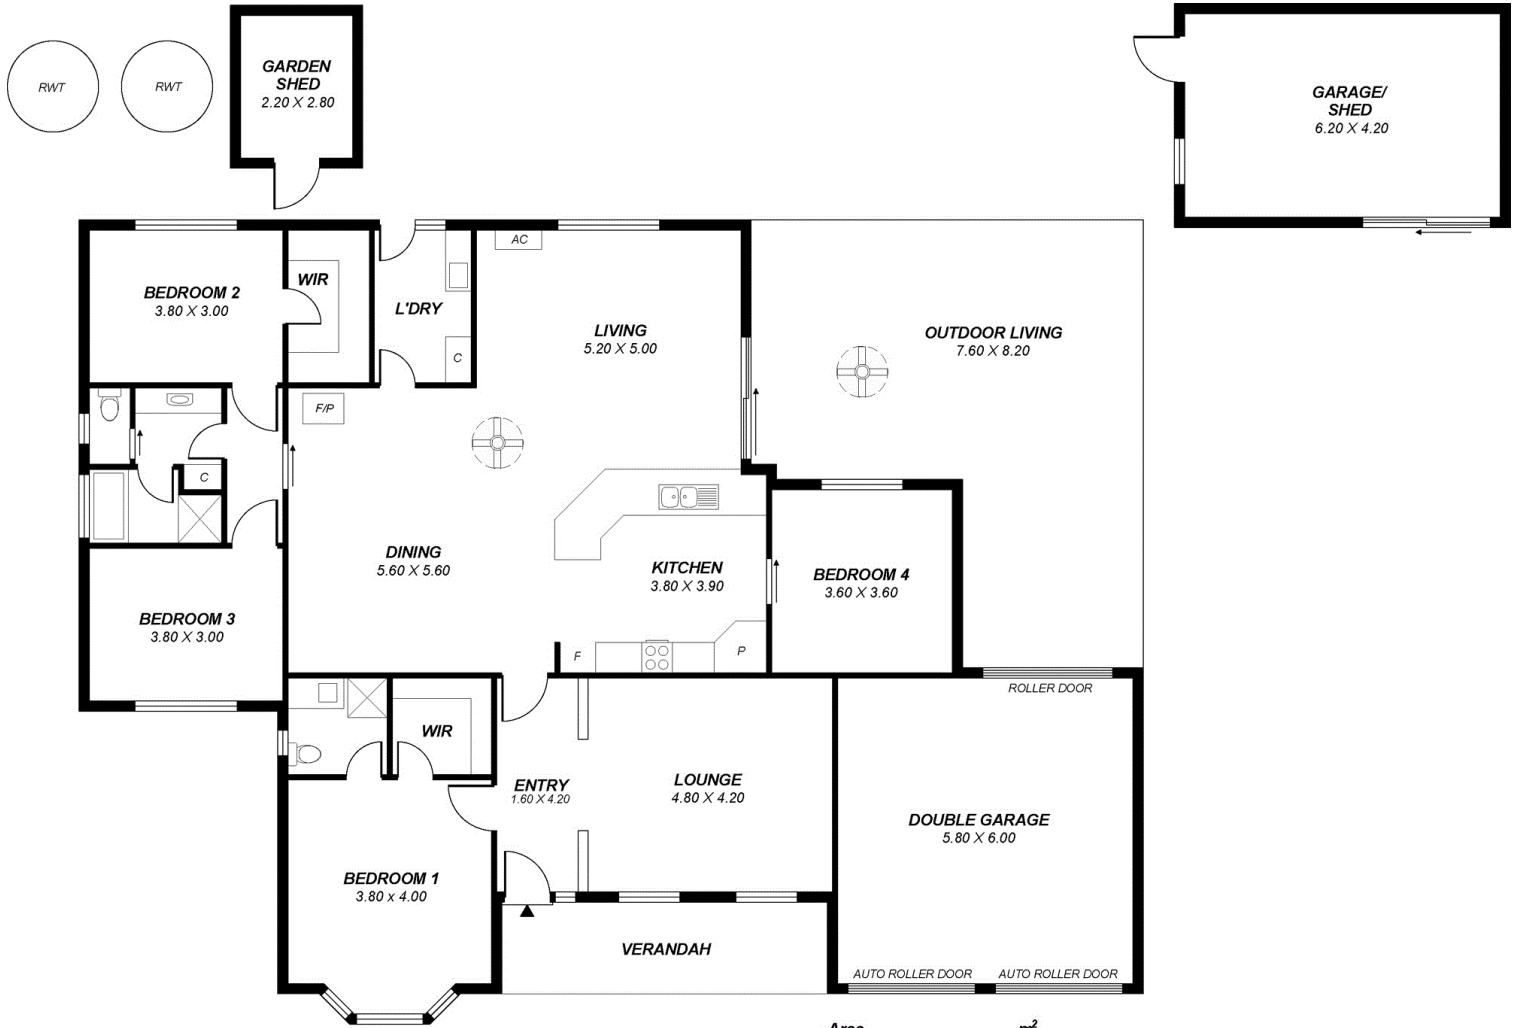 RWT
RWT
GARDEN
SHED
2.20 X 2.80
GARAGE/
SHED
6.20 X 4.20
AC
WIR
BEDROOM 2
3.80 X 3.00
L'DRY
LIVING
5.20 X 5.00
OUTDOOR LIVING
7.60 X 8.20
C
F/P
C
DINING
5.60 X 5.60
KITCHEN
3.80 X 3.90
BEDROOM 4
3.60 X 3.60
BEDROOM 3
3.80 X 3.00
F
P
ROLLER DOOR
WIR
ENTRY
1.60 X 4.20
LOUNGE
4.80 X 4.20
DOUBLE GARAGE
5.80 X 6.00
BEDROOM 1
3.80 x 4.00
VERANDAH
AUTO ROLLER DOOR
AUTO ROLLER DOOR
Area m²